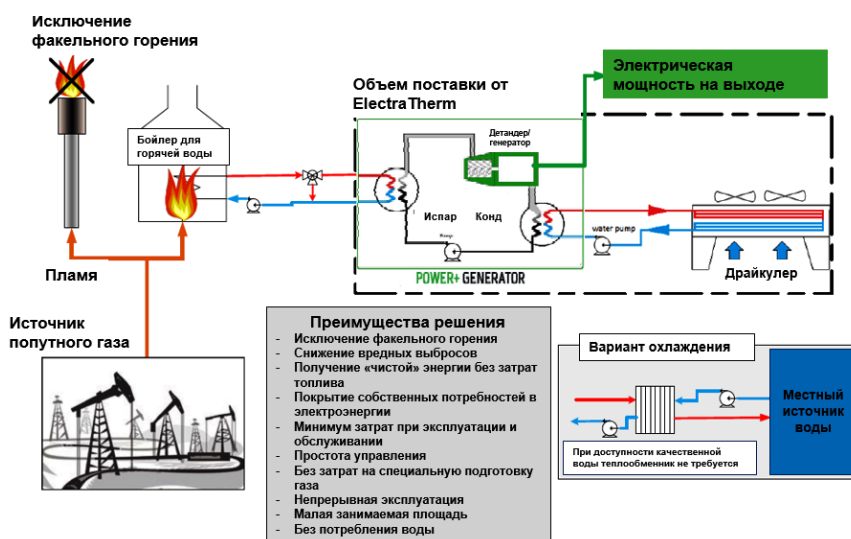 Исключение
факельного горения
Бойлер для
горячей воды
Пламя
Источник
попутного газа
Объем поставки от
ElectraTherm
Электрическая
мощность на выходе
Детандер/
генератор
Испар
Конд
water pump
POWER+ GENERATOR
Драйкулер
Преимущества решения
- Исключение факельного горения
- Снижение вредных выбросов
- Получение «чистой» энергии без затрат
топлива
- Покрытие собственных потребностей в
электроэнергии
- Минимум затрат при эксплуатации и
обслуживании
- Простота управления
- Без затрат на специальную подготовку
газа
- Непрерывная эксплуатация
- Малая занимаемая площадь
- Без потребления воды
Вариант охлаждения
Местный
источник
воды
При доступности качественной
воды теплообменник не требуется